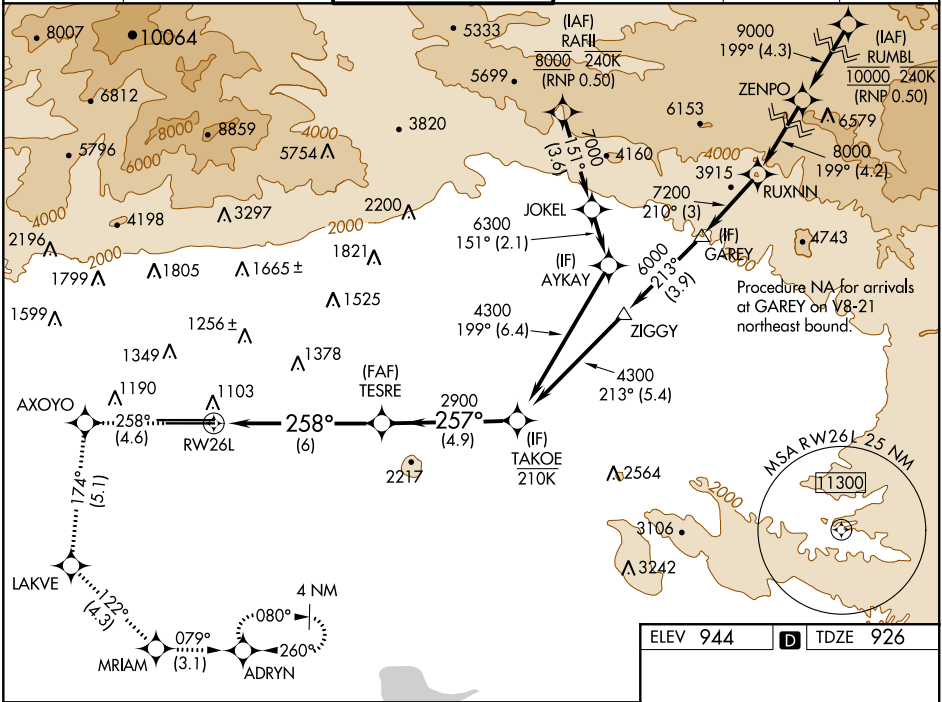 8007
10064
5333
(IAF)
RAFII
8000 240K
(RNP 0.50)
9000
199° (4.3)
(IAF)
RUMBL
10000 240K
(RNP 0.50)
5699
ZENPO
6812
8000
8859
4000
3820
6153
6579
5796
6000
5754
7000
151°
(3.6)
4160
4000
3915
8000
199° (4.2)
RUXNN
4000
4198
3297
2200
JOKEL
7200
210° (3)
2000
2196
2000
6300
151° (2.1)
(IF)
GAREY
4743
1799
1805
1665 ±
1821
(IF)
AYKAY
6000
213°
(3.9)
Procedure NA for arrivals
at GAREY on V8-21
northeast bound.
1599
1525
4300
199° (6.4)
ZIGGY
1256 ±
1349
1378
(FAF)
TESRE
4300
213° (5.4)
1190
1103
2900
AXOYO
258°
(4.6)
RW26L
258°
(6)
257°
(4.9)
(IF)
TAKOE
210K
2217
2564
2000
MSA RW26L 25 NM
11300
174°
(5.1)
3106
3242
LAKVE
122°
(4.3)
4 NM
080°
079°
(3.1)
260°
MRIAM
ADRYN
ELEV 944
D
TDZE 926